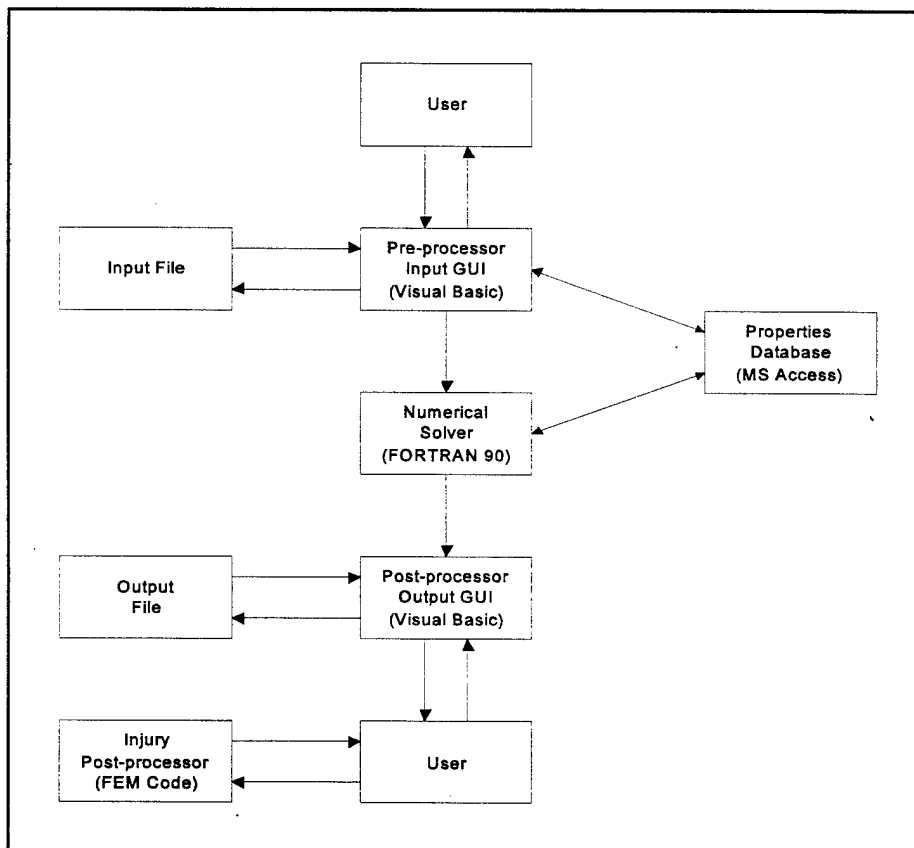 User
Input File
Pre-processor
Input GUI
(Visual Basic)
Properties
Database
(MS Access)
Numerical
Solver
(FORTRAN 90)
Output
File
Post-processor
Output GUI
(Visual Basic)
Injury
Post-processor
(FEM Code)
User